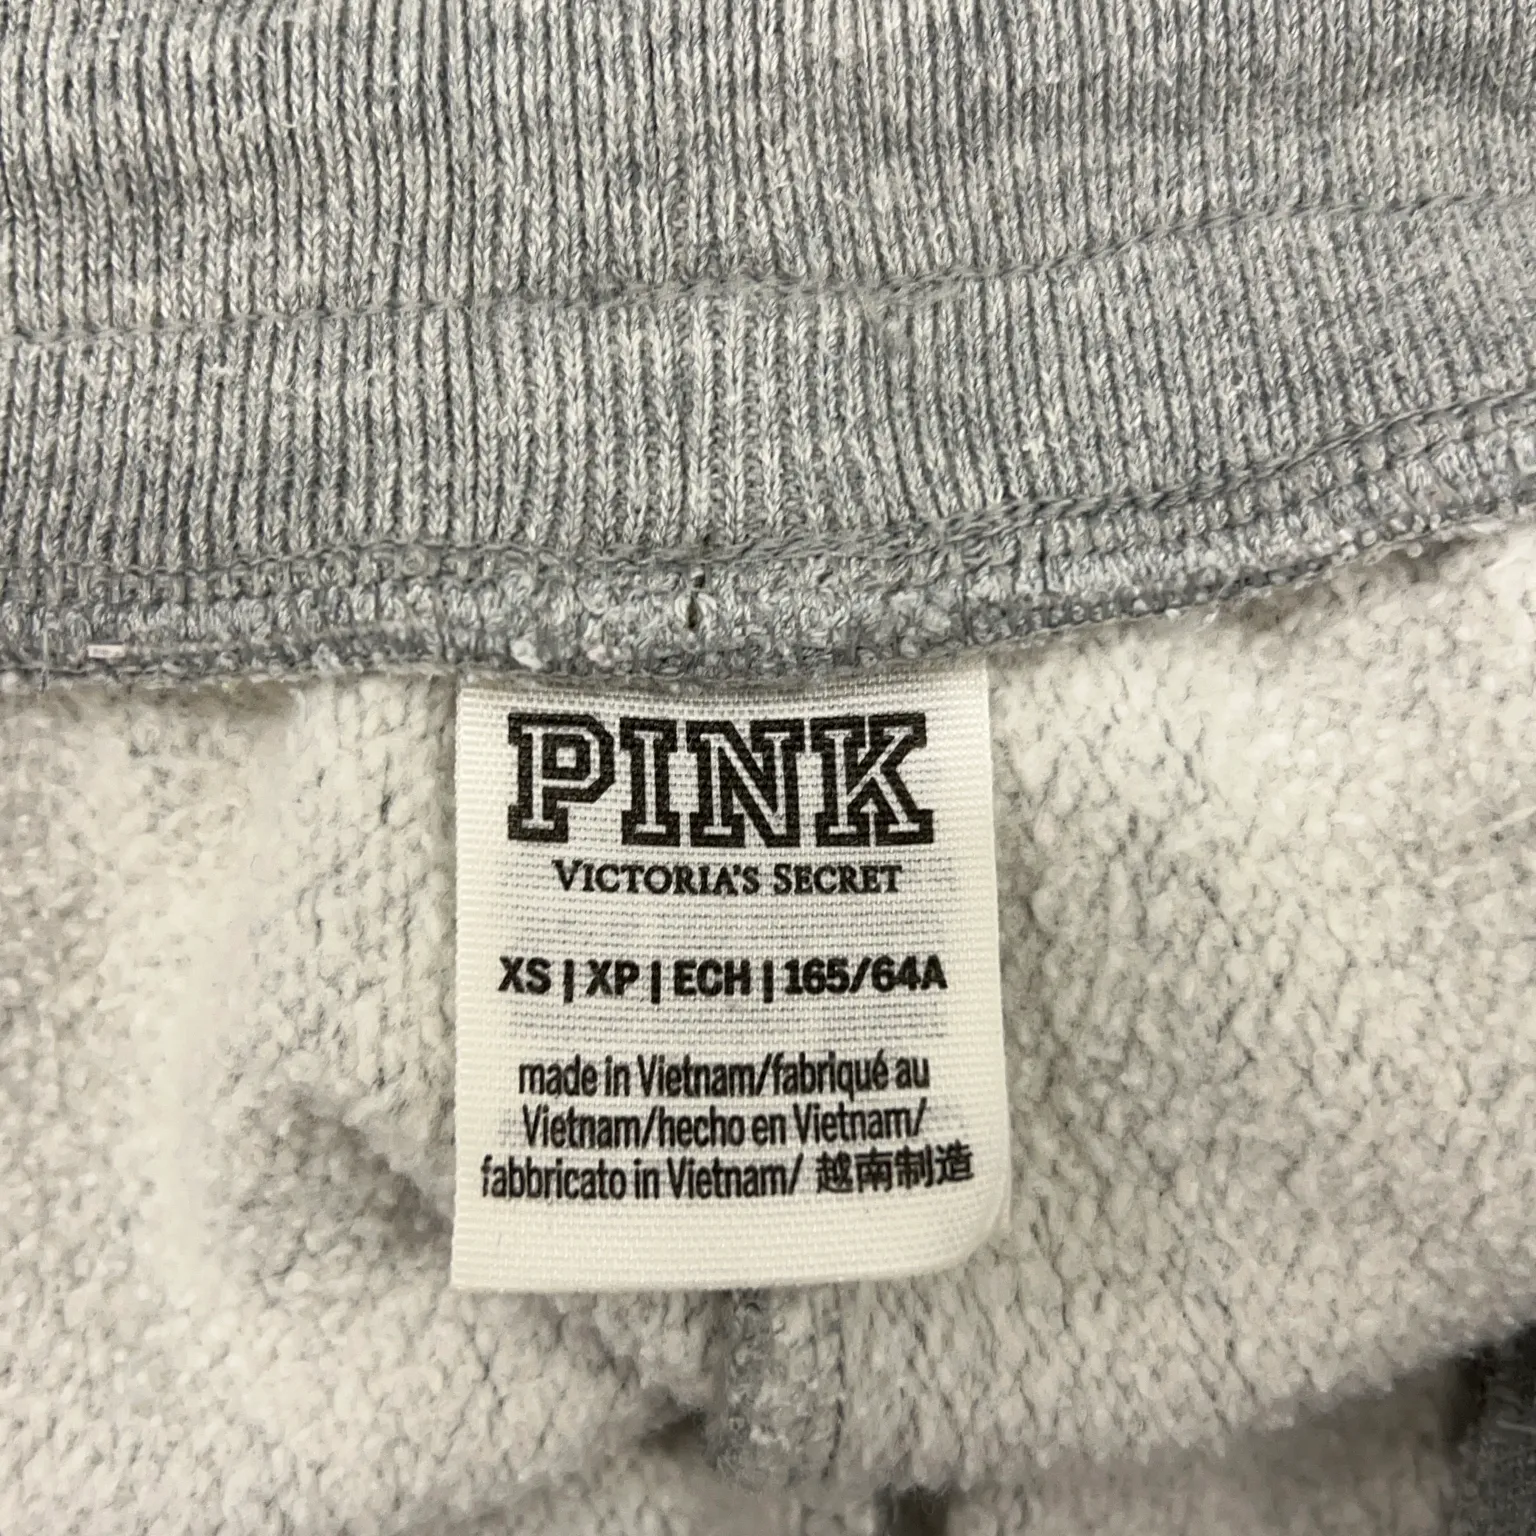 PINK
VICTORIA'S SECRET
XS | XP | ECH | 165/64A
made in Vietnam/fabriqué au
Vietnam/hecho en Vietnam/
fabbricato in Vietnam/ 越南制造